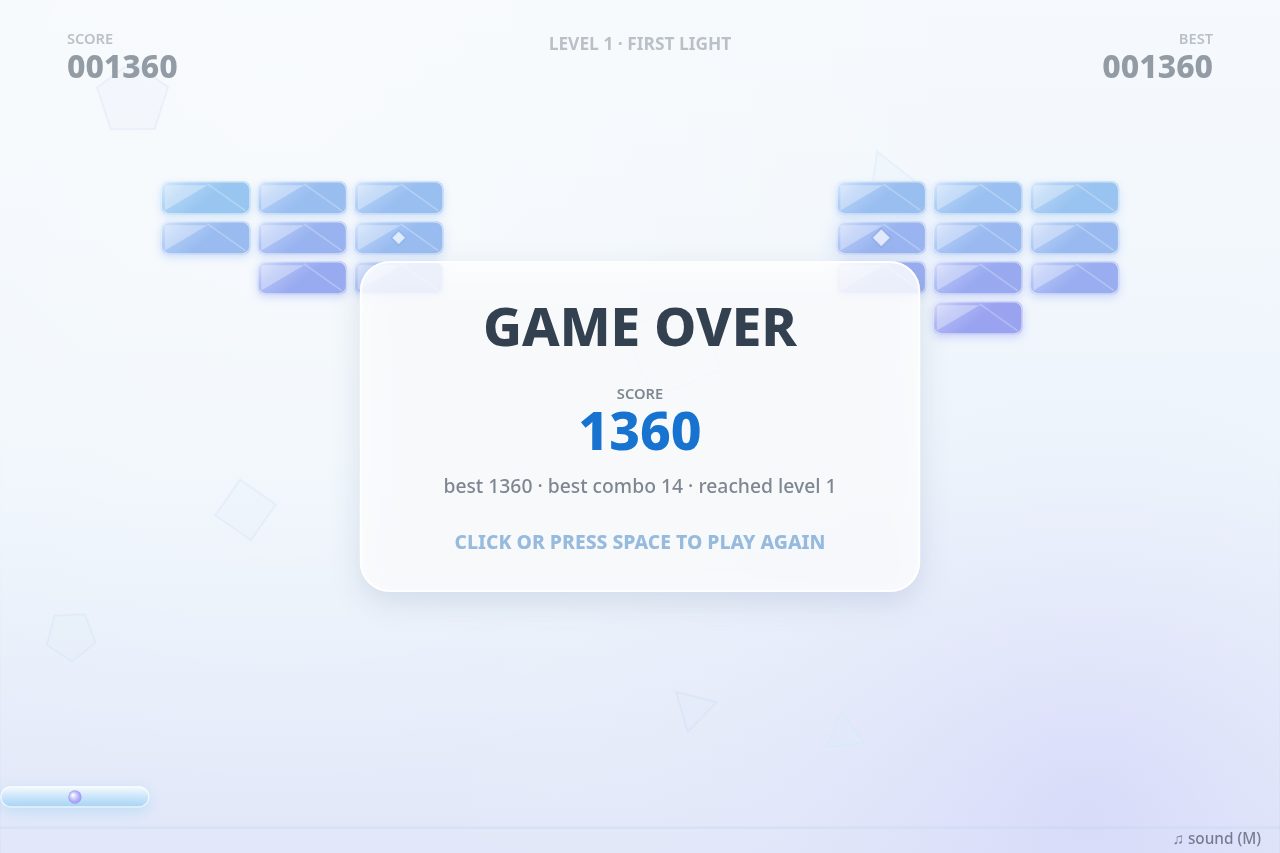 SCORE
001360
LEVEL 1 · FIRST LIGHT
BEST
001360
GAME OVER
SCORE
1360
best 1360 · best combo 14 · reached level 1
CLICK OR PRESS SPACE TO PLAY AGAIN
♫ sound (M)